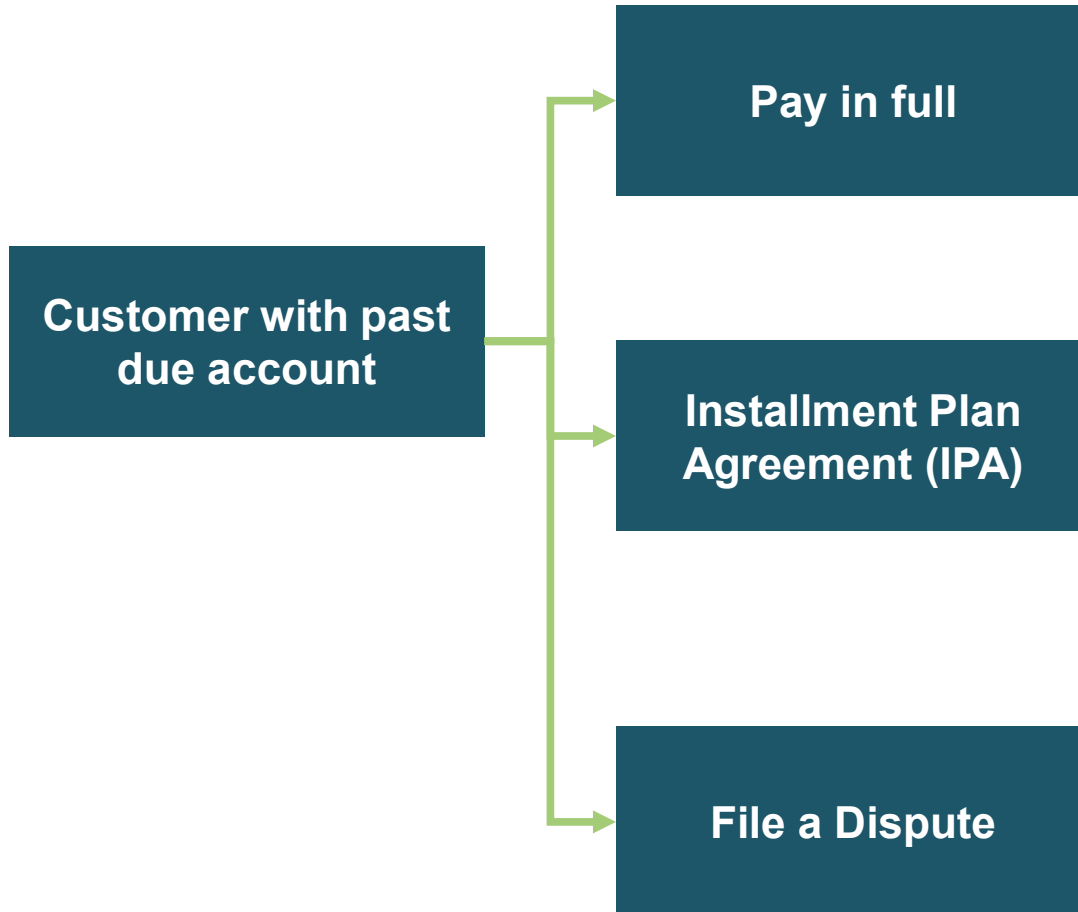 Pay in full
Customer with past
due account
Installment Plan
Agreement (IPA)
File a Dispute